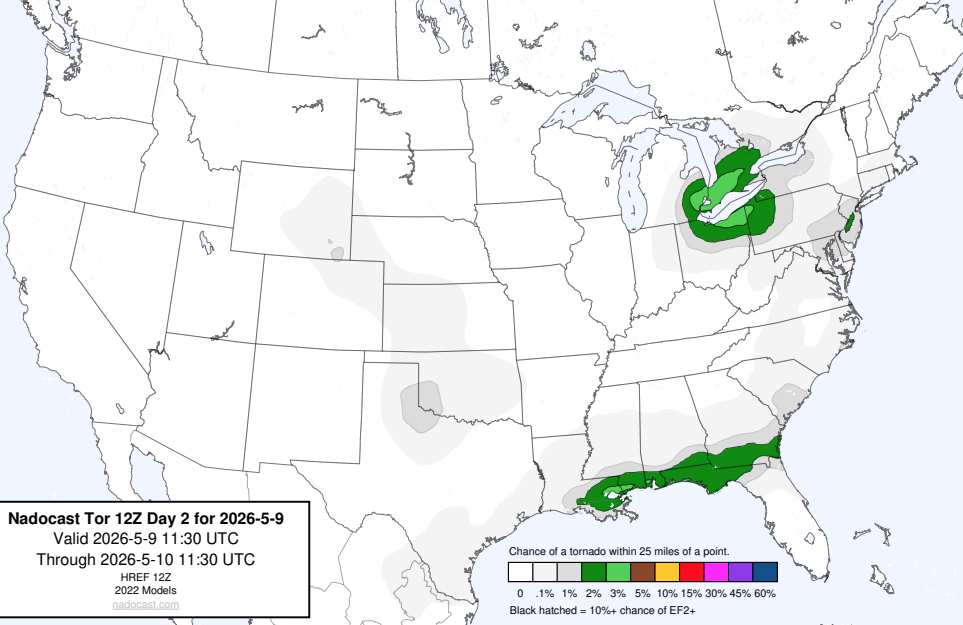 Nadocast Tor 12Z Day 2 for 2026-5-9
Valid 2026-5-9 11:30 UTC
Through 2026-5-10 11:30 UTC
HREF 12Z
2022 Models
nadocast.com
Chance of a tornado within 25 miles of a point.
0 .1% 1% 2% 3% 5% 10% 15% 30% 45% 60%
Black hatched = 10%+ chance of EF2+